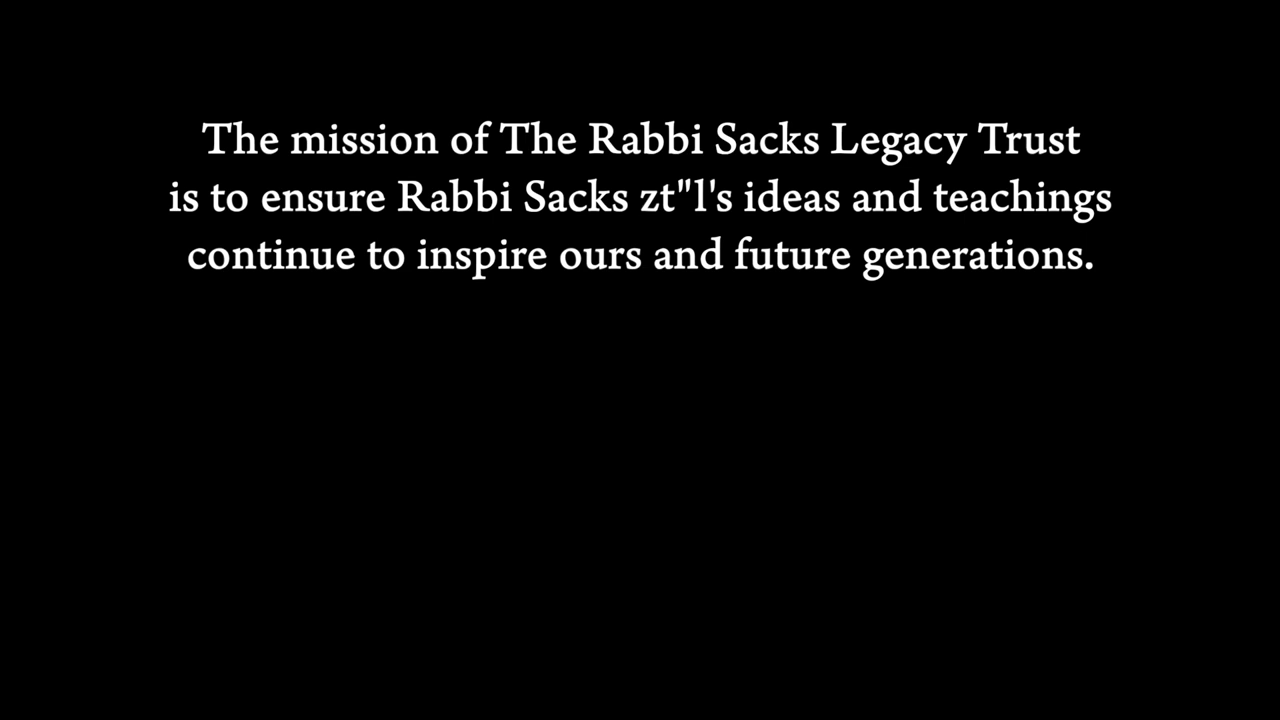 The mission of The Rabbi Sacks Legacy Trust
is to ensure Rabbi Sacks zt"l's ideas and teachings
continue to inspire ours and future generations.